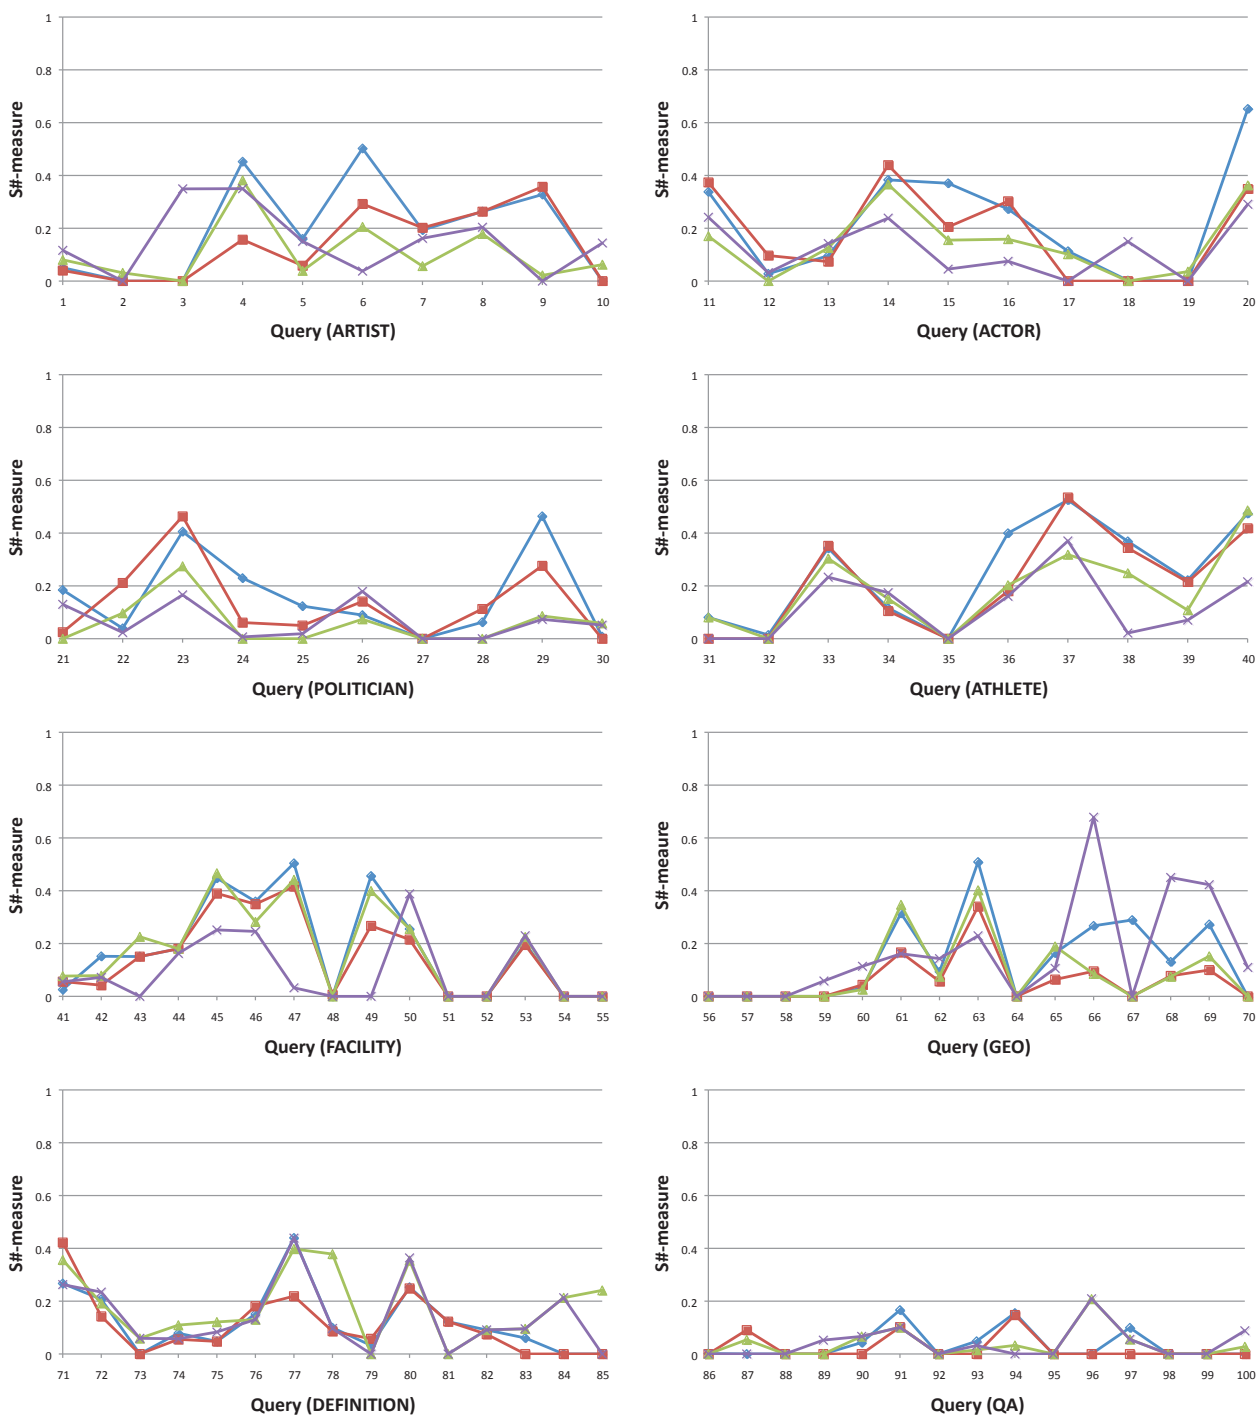 1
0.8
0.6
0.4
0.2
0
S#-measure
1 2 3 4 5 6 7 8 9 10
Query (ARTIST)
1
0.8
0.6
0.4
0.2
0
S#-measure
11 12 13 14 15 16 17 18 19 20
Query (ACTOR)
1
0.8
0.6
0.4
0.2
0
S#-measure
21 22 23 24 25 26 27 28 29 30
Query (POLITICIAN)
1
0.8
0.6
0.4
0.2
0
S#-measure
31 32 33 34 35 36 37 38 39 40
Query (ATHLETE)
1
0.8
0.6
0.4
0.2
0
S#-measure
41 42 43 44 45 46 47 48 49 50 51 52 53 54 55
Query (FACILITY)
1
0.8
0.6
0.4
0.2
0
S#-meaure
56 57 58 59 60 61 62 63 64 65 66 67 68 69 70
Query (GEO)
1
0.8
0.6
0.4
0.2
0
S#-measure
71 72 73 74 75 76 77 78 79 80 81 82 83 84 85
Query (DEFINITION)
1
0.8
0.6
0.4
0.2
0
S#-measure
86 87 88 89 90 91 92 93 94 95 96 97 98 99 100
Query (QA)